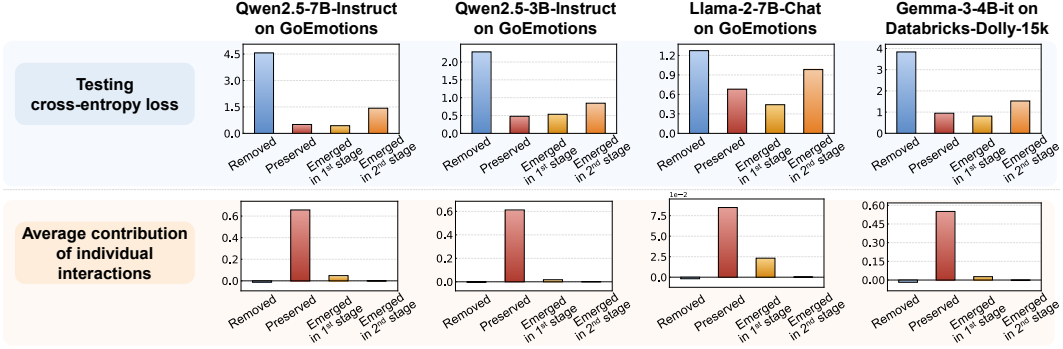 Qwen2.5-7B-Instruct
on GoEmotions
Qwen2.5-3B-Instruct
on GoEmotions
Llama-2-7B-Chat
on GoEmotions
Gemma-3-4B-it on
Databricks-Dolly-15k
Testing
cross-entropy loss
4.5
3.0
1.5
0.0
Removed
Preserved
Emerged
in 1st stage
Emerged
in 2nd stage
2.0
1.5
1.0
0.5
0.0
Removed
Preserved
Emerged
in 1st stage
Emerged
in 2nd stage
1.2
0.9
0.6
0.3
0.0
Removed
Preserved
Emerged
in 1st stage
Emerged
in 2nd stage
4
3
2
1
0
Removed
Preserved
Emerged
in 1st stage
Emerged
in 2nd stage
Average contribution
of individual
interactions
0.6
0.4
0.2
0.0
Removed
Preserved
Emerged
in 1st stage
Emerged
in 2nd stage
0.6
0.4
0.2
0.0
Removed
Preserved
Emerged
in 1st stage
Emerged
in 2nd stage
1e-2
7.5
5.0
2.5
0.0
Removed
Preserved
Emerged
in 1st stage
Emerged
in 2nd stage
0.60
0.45
0.30
0.15
0.00
Removed
Preserved
Emerged
in 1st stage
Emerged
in 2nd stage